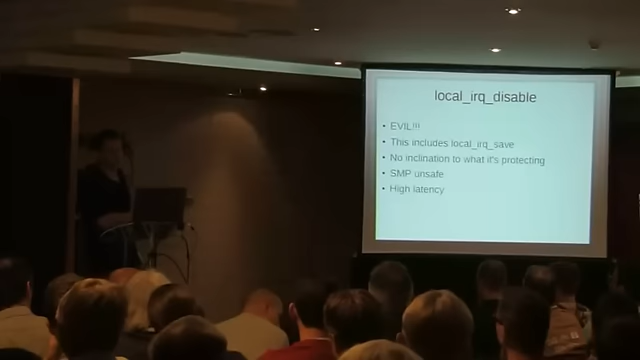 local_irq_disable
• EVIL!!!
• This includes local_irq_save
• No inclination to what it's protecting
• SMP unsafe
• High latency